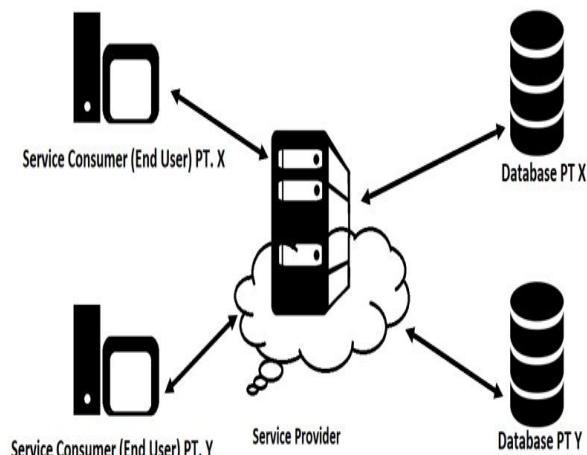 Service Consumer (End User) PT. X
Database PT X
Service Consumer (End User) PT. Y
Service Provider
Database PT Y